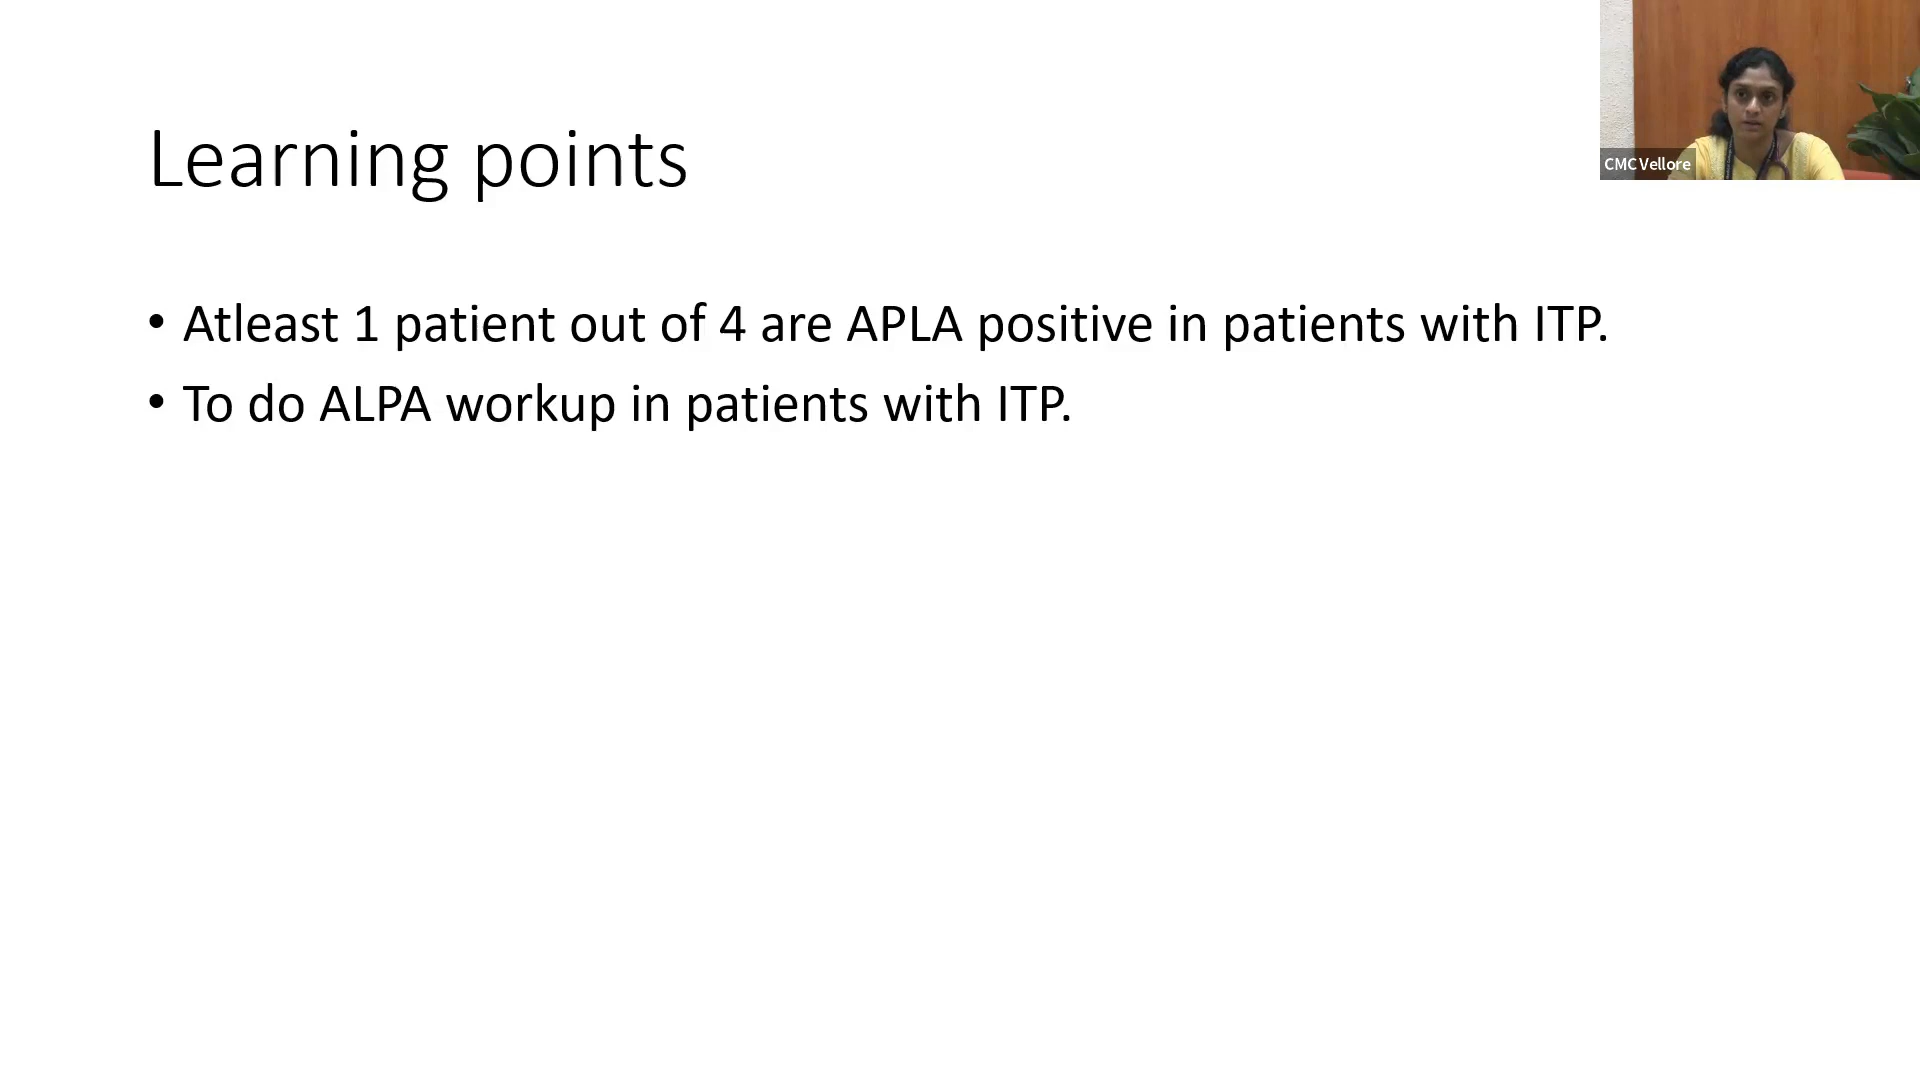 CMC Vellore
Learning points
• Atleast 1 patient out of 4 are APLA positive in patients with ITP.
• To do ALPA workup in patients with ITP.